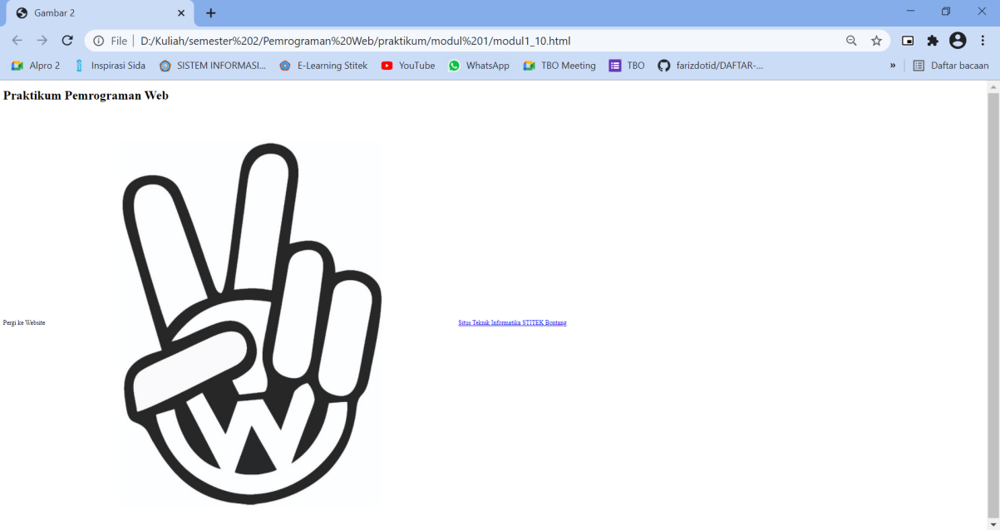 Gambar 2
File | D:/Kuliah/semester%202/Pemrograman%20Web/praktikum/modul%201/modul1_10.html
Alpro 2 Inspirasi Sida SISTEM INFORMASI... E-Learning Stitek YouTube WhatsApp TBO Meeting TBO farizdotid/DAFTAR-... » Daftar bacaan
Praktikum Pemrograman Web
Pergi ke Website Situs Teknik Informatika STITEK Bontang